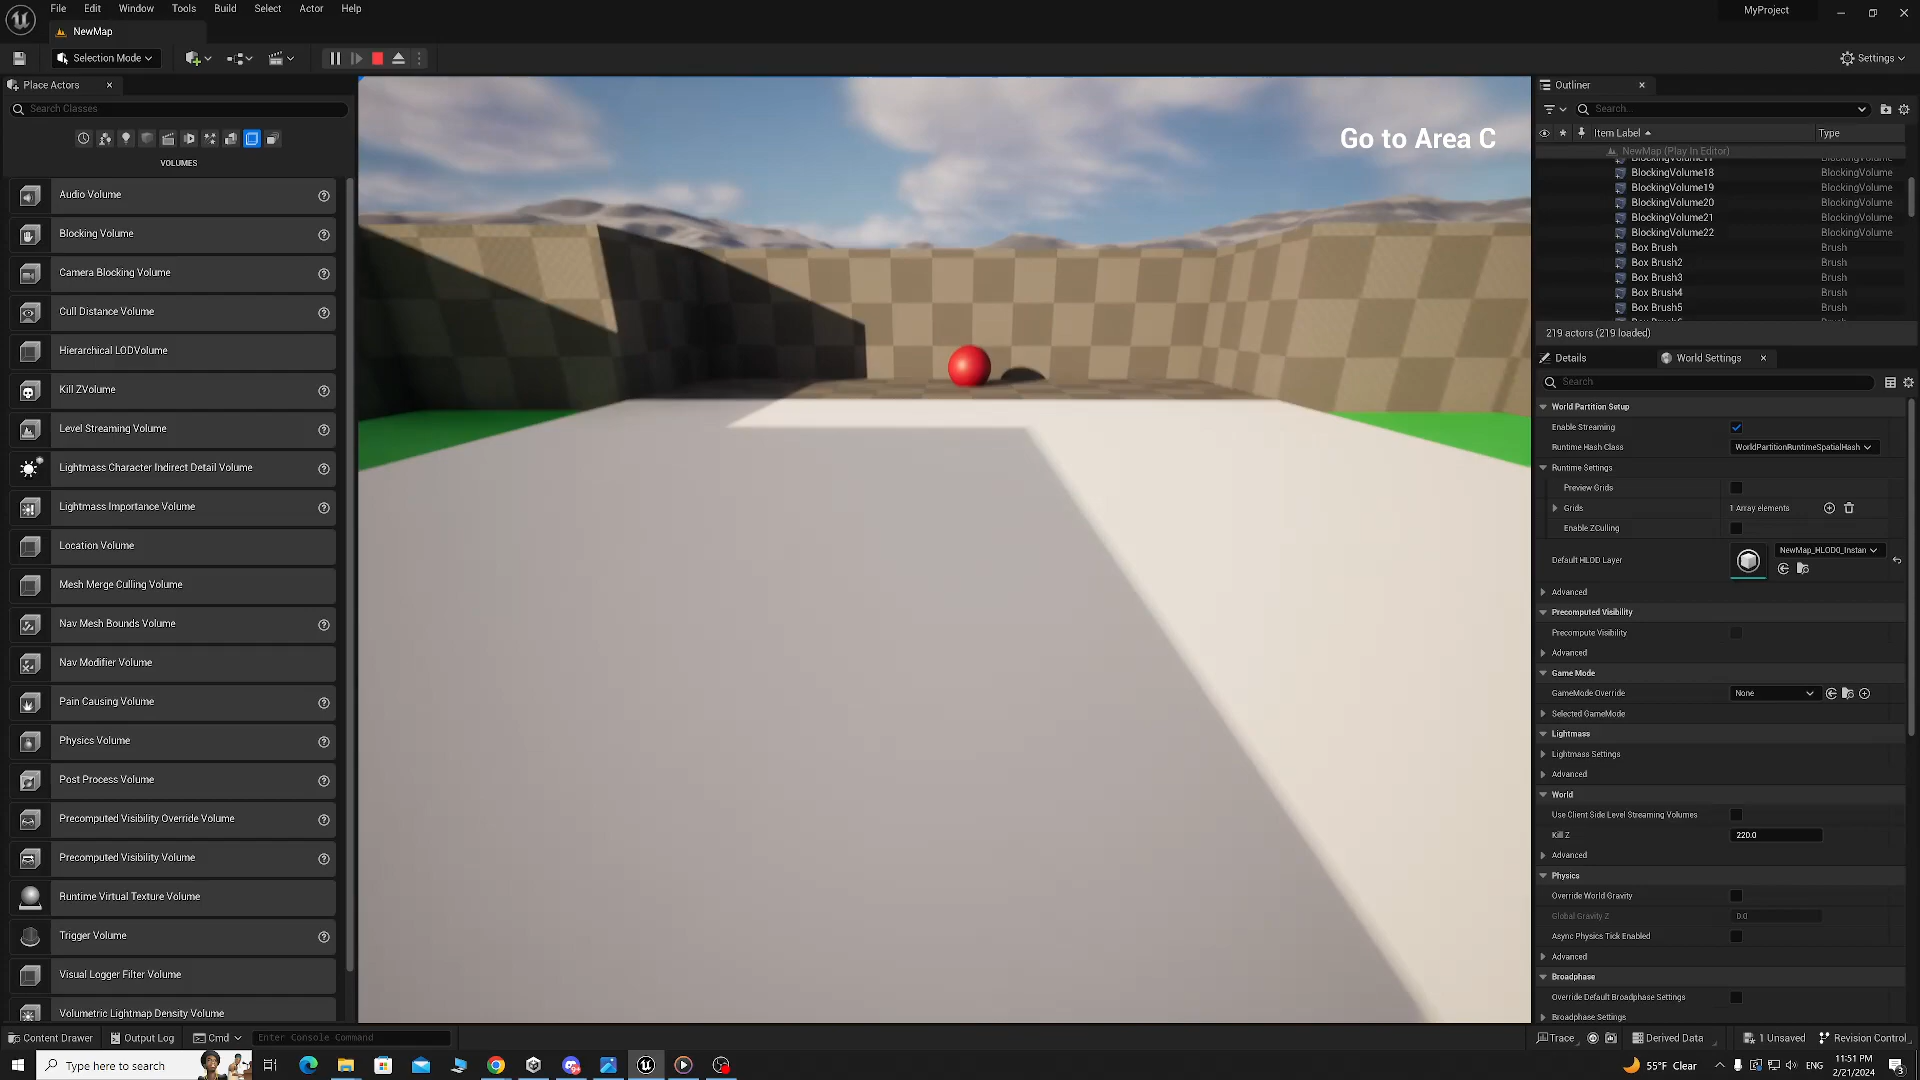 File Edit Window Tools Build Select Actor Help
MyProject
NewMap
Selection Mode
Settings
Place Actors
Search Classes
VOLUMES
Audio Volume
Blocking Volume
Camera Blocking Volume
Cull Distance Volume
Hierarchical LODVolume
Kill ZVolume
Level Streaming Volume
Lightmass Character Indirect Detail Volume
Lightmass Importance Volume
Location Volume
Mesh Merge Culling Volume
Nav Mesh Bounds Volume
Nav Modifier Volume
Pain Causing Volume
Physics Volume
Post Process Volume
Precomputed Visibility Override Volume
Precomputed Visibility Volume
Runtime Virtual Texture Volume
Trigger Volume
Visual Logger Filter Volume
Volumetric Lightmap Density Volume
Go to Area C
Outliner
Search...
Item Label Type
NewMap (Play In Editor)
BlockingVolume18 BlockingVolume
BlockingVolume19 BlockingVolume
BlockingVolume20 BlockingVolume
BlockingVolume21 BlockingVolume
BlockingVolume22 BlockingVolume
Box Brush Brush
Box Brush2 Brush
Box Brush3 Brush
Box Brush4 Brush
Box Brush5 Brush
219 actors (219 loaded)
Details World Settings
Search
World Partition Setup
Enable Streaming
Runtime Hash Class WorldPartitionRuntimeSpatialHash
Runtime Settings
Preview Grids
Grids 1 Array elements
Enable ZCulling
Default HLOD Layer NewMap_HLOD0_Instan
Advanced
Precomputed Visibility
Precompute Visibility
Advanced
Game Mode
GameMode Override None
Selected GameMode
Lightmass
Lightmass Settings
Advanced
World
Use Client Side Level Streaming Volumes
Kill Z 220.0
Advanced
Physics
Override World Gravity
Global Gravity Z 0.0
Async Physics Tick Enabled
Advanced
Broadphase
Override Default Broadphase Settings
Broadphase Settings
Content Drawer Output Log Cmd Enter Console Command
Trace Derived Data 1 Unsaved Revision Control
Type here to search
55°F Clear
ENG
11:51 PM
2/21/2024
3